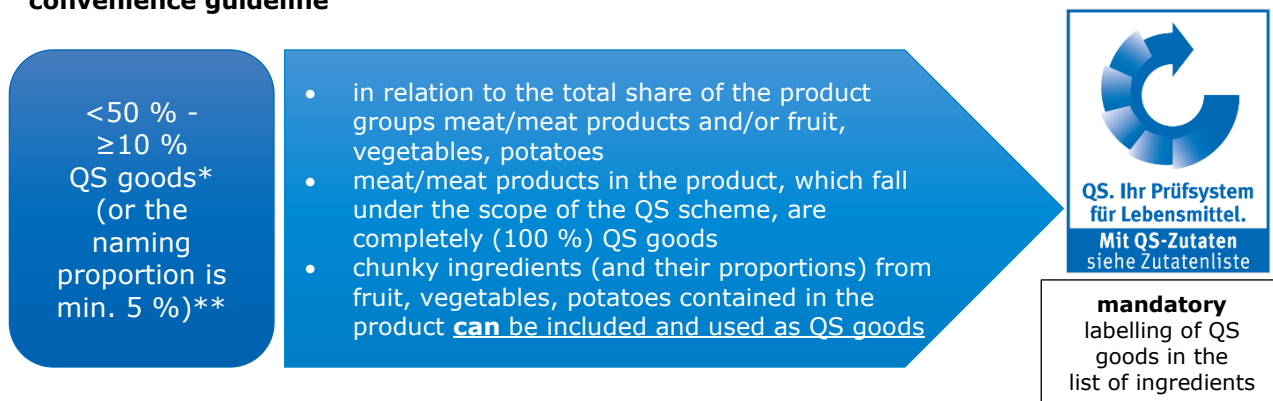 convenience guideline
<50 % -
≥10 %
QS goods*
(or the
naming
proportion is
min. 5 %)**
• in relation to the total share of the product
groups meat/meat products and/or fruit,
vegetables, potatoes
• meat/meat products in the product, which fall
under the scope of the QS scheme, are
completely (100 %) QS goods
• chunky ingredients (and their proportions) from
fruit, vegetables, potatoes contained in the
product can be included and used as QS goods
QS. Ihr Prüfsystem
für Lebensmittel.
Mit QS-Zutaten
siehe Zutatenliste
mandatory
labelling of QS
goods in the
list of ingredients